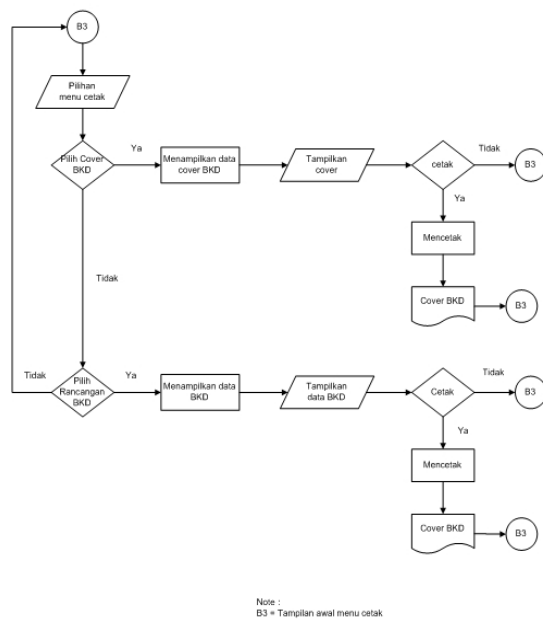 B3
Pilihan
menu cetak
Pilih Cover
BKD
Ya
Menampilkan data
cover BKD
Tampilkan
cover
cetak
Tidak
B3
Ya
Mencetak
Cover BKD
B3
Tidak
Tidak
Pilih
Rancangan
BKD
Ya
Menampilkan data
BKD
Tampilkan
data BKD
Cetak
Tidak
B3
Ya
Mencetak
Cover BKD
B3
Note :
B3 = Tampilan awal menu cetak